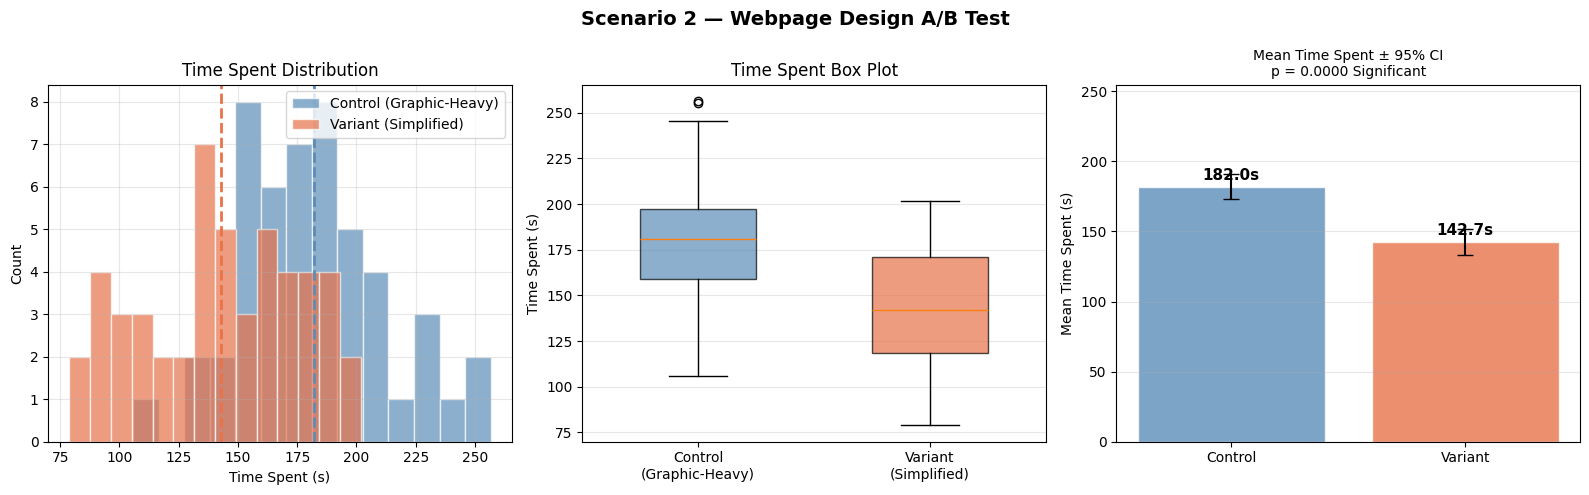 Scenario 2 — Webpage Design A/B Test
Time Spent Distribution
Control (Graphic-Heavy)
Variant (Simplified)
8
7
6
5
4
3
2
1
0
Count
75 100 125 150 175 200 225 250
Time Spent (s)
Time Spent Box Plot
250
225
200
175
150
125
100
75
Time Spent (s)
Control
(Graphic-Heavy)
Variant
(Simplified)
Mean Time Spent ± 95% CI
p = 0.0000 Significant
250
200
150
100
50
0
Mean Time Spent (s)
182.0s
142.7s
Control Variant